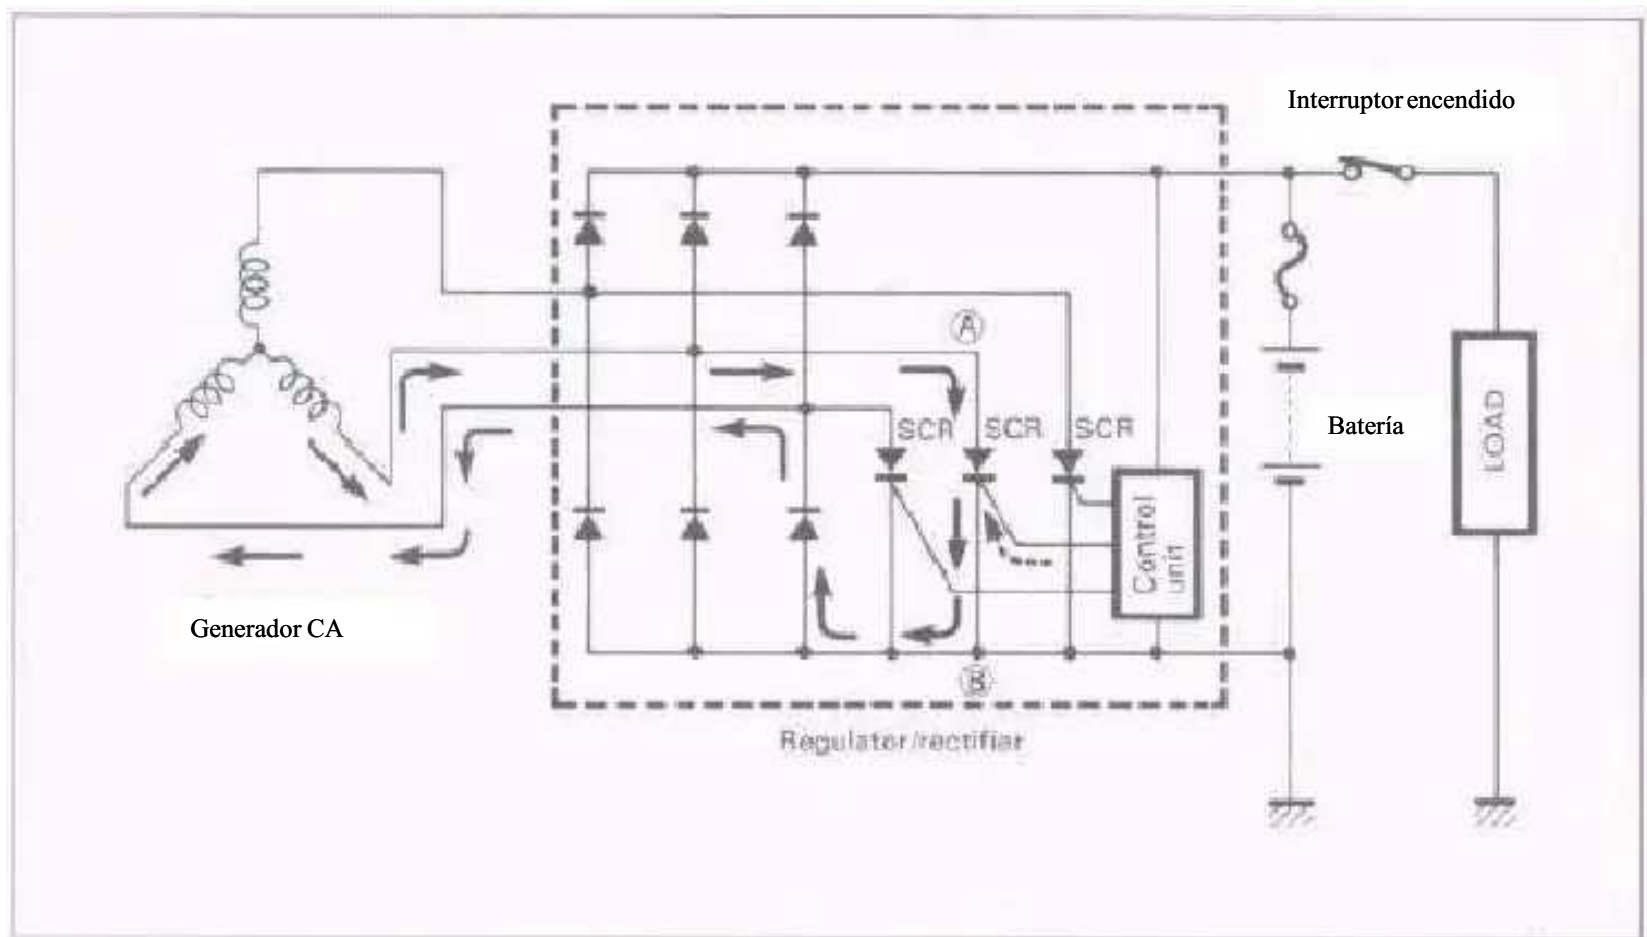 Interruptor encendido
A
SCR SCR SCR
Batería
LOAD
Control
unit
Generador CA
B
Regulator/rectifier